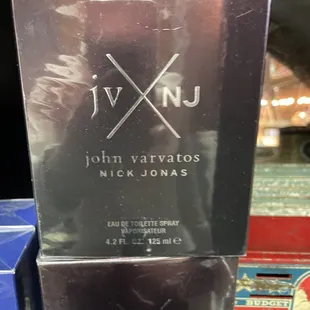 jv X NJ
john varvatos
NICK JONAS
EAU DE TOILETTE SPRAY
VAPORISATEUR
4.2 FL. OZ. 125 ml e
BUDGET